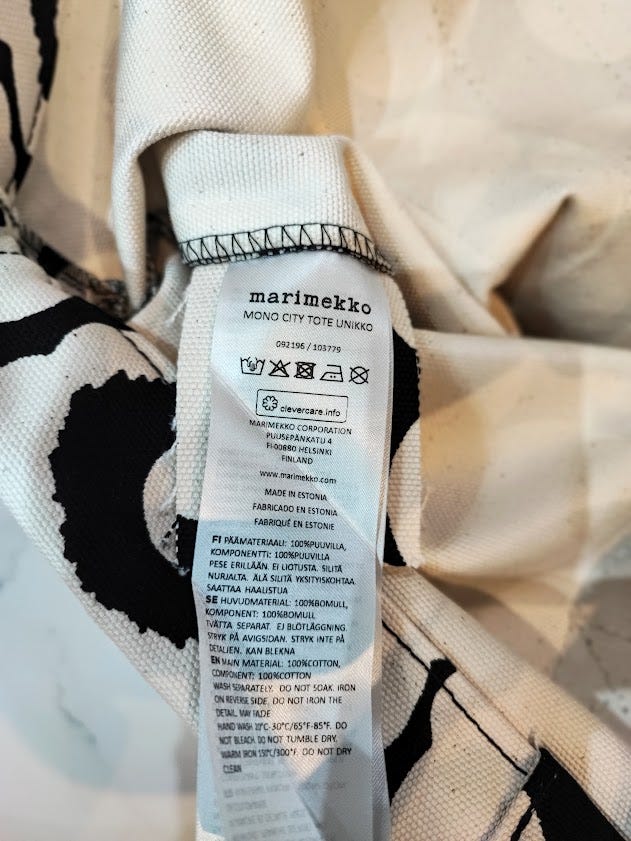 marimekko
MONO CITY TOTE UNIKKO
092196 / 103779
clevercare.info
MARIMEKKO CORPORATION
PUUSEPÄNKATU 4
FI-00880 HELSINKI
FINLAND
www.marimekko.com
MADE IN ESTONIA
FABRICADO EN ESTONIA
FABRIQUÉ EN ESTONIE
FI PÄÄMATERIAALI: 100%PUUVILLA,
KOMPONENTTI: 100%PUUVILLA
PESE ERILLÄÄN. EI LIOTUSTA. SILITÄ
NURJALTA. ÄLÄ SILITÄ YKSITYISKOHTAA
SAATTAA HAALISTUA
SE HUVUDMATERIAL: 100%BOMULL,
KOMPONENT: 100%BOMULL
TVÄTTA SEPARAT. EJ BLÖTLÄGGNING.
STRYK PÅ AVIGSIDAN. STRYK INTE PÅ
DETALJEN. KAN BLEKNA
EN MAIN MATERIAL: 100%COTTON,
COMPONENT: 100%COTTON
WASH SEPARATELY. DO NOT SOAK. IRON
ON REVERSE SIDE. DO NOT IRON THE
DETAIL. MAY FADE
HAND WASH 20°C-30°C/65°F-85°F. DO
NOT BLEACH. DO NOT TUMBLE DRY.
WARM IRON 150°C/300°F. DO NOT DRY
CLEAN